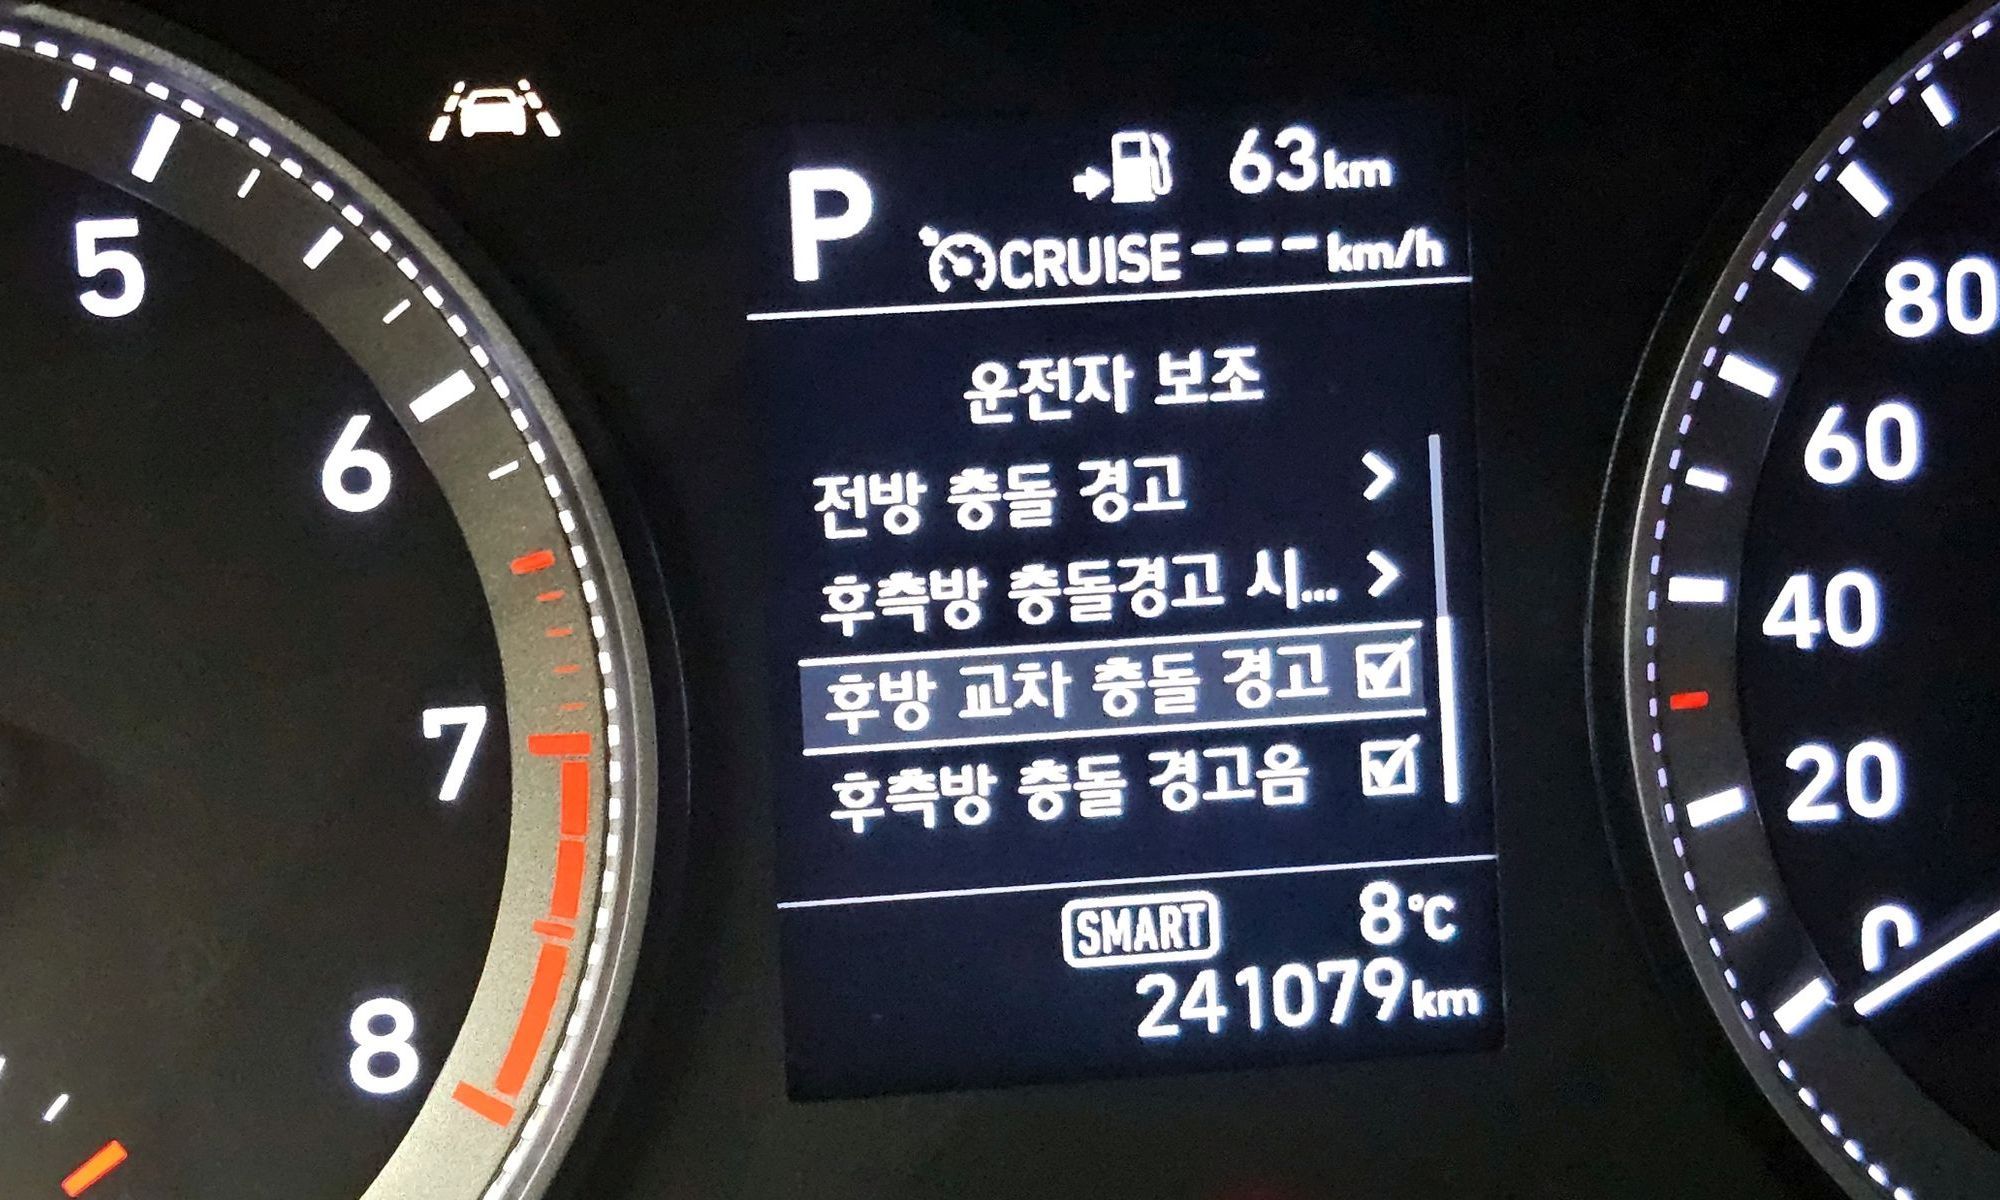 5
6
7
8
P
63km
CRUISE ---km/h
운전자 보조
전방 충돌 경고
후측방 충돌경고 시...
후방 교차 충돌 경고
후측방 충돌 경고음
SMART 8°C
241079km
80
60
40
20
0